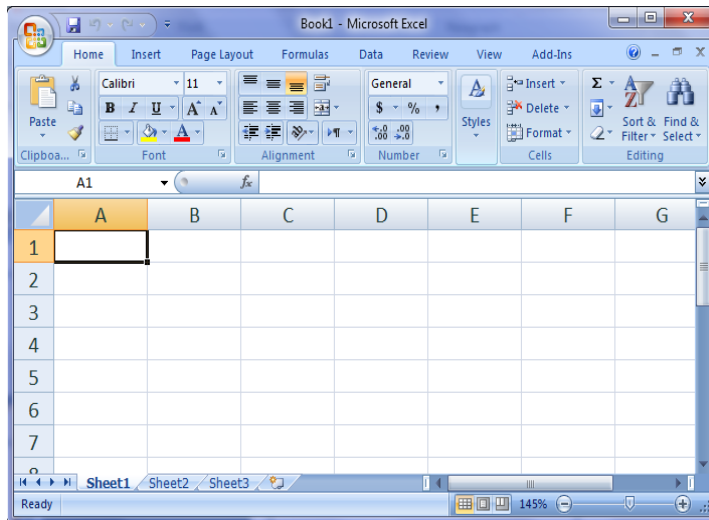 Book1 - Microsoft Excel
Home Insert Page Layout Formulas Data Review View Add-Ins
Calibri 11 General Insert Σ
Paste B I U A A $ % , Styles Delete Sort & Find &
A .00 .00 Format Filter Select
Clipboa... Font Alignment Number Cells Editing
A1 fx
A B C D E F G
1
2
3
4
5
6
7
Sheet1 Sheet2 Sheet3
Ready 145%